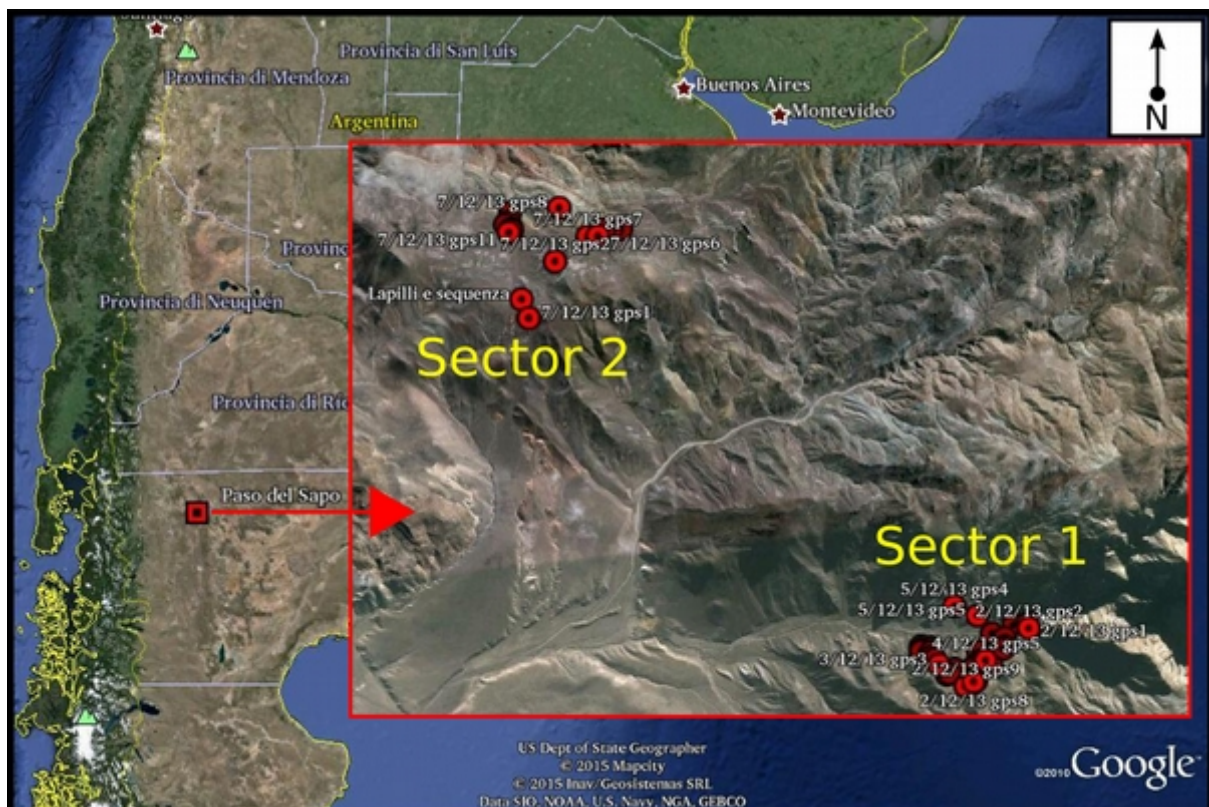 Santiago
Provincia di San Luis
Provincia di Mendoza
Buenos Aires
Montevideo
Argentina
N
7/12/13 gps8
7/12/13 gps7
7/12/13 gps11
7/12/13 gps2
7/12/13 gps6
Provinc
Lapilli e sequenza
Provincia di Neuquén
7/12/13 gps1
Sector 2
Provincia di Rio
Paso del Sapo
Sector 1
5/12/13 gps4
5/12/13 gps5
2/12/13 gps2
2/12/13 gps1
4/12/13 gps5
3/12/13 gps3
2/12/13 gps9
2/12/13 gps8
US Dept of State Geographer
© 2015 Mapcity
© 2015 Inav/Geosistemas SRL
Data SIO, NOAA, U.S. Navy, NGA, GEBCO
©2010 Google